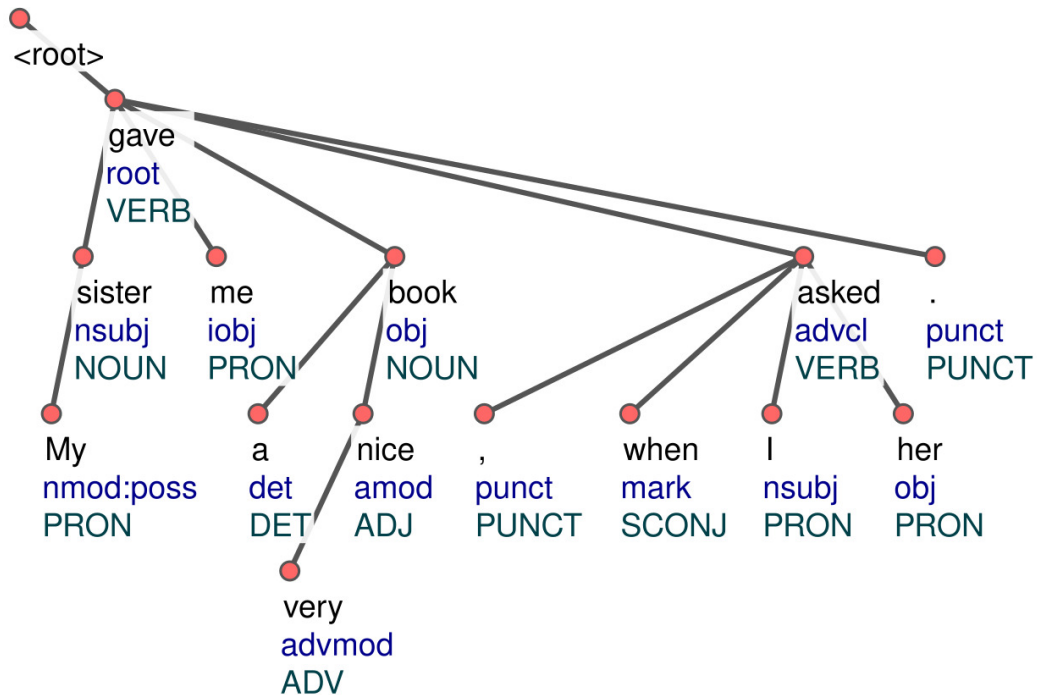 <root>
gave
root
VERB
sister
nsubj
NOUN
me
iobj
PRON
book
obj
NOUN
asked
advcl
VERB
.
punct
PUNCT
My
nmod:poss
PRON
a
det
DET
nice
amod
ADJ
,
punct
PUNCT
when
mark
SCONJ
I
nsubj
PRON
her
obj
PRON
very
advmod
ADV